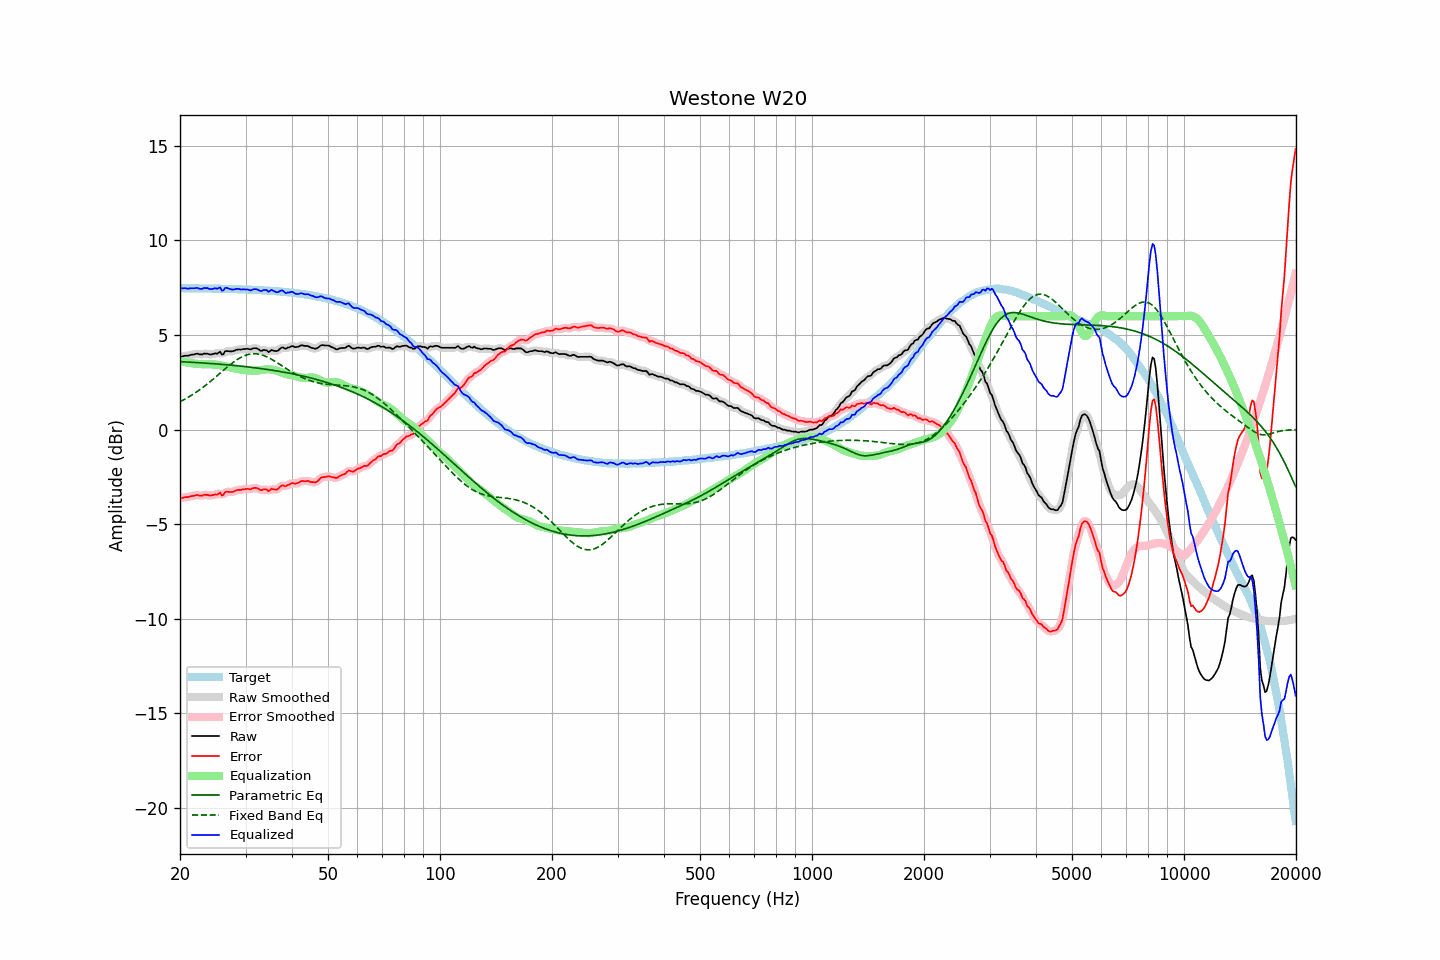 Westone W20
Amplitude (dBr)
15
10
5
0
−5
−10
−15
−20
Target
Raw Smoothed
Error Smoothed
Raw
Error
Equalization
Parametric Eq
Fixed Band Eq
Equalized
20
50
100
200
500
1000
2000
5000
10000
20000
Frequency (Hz)